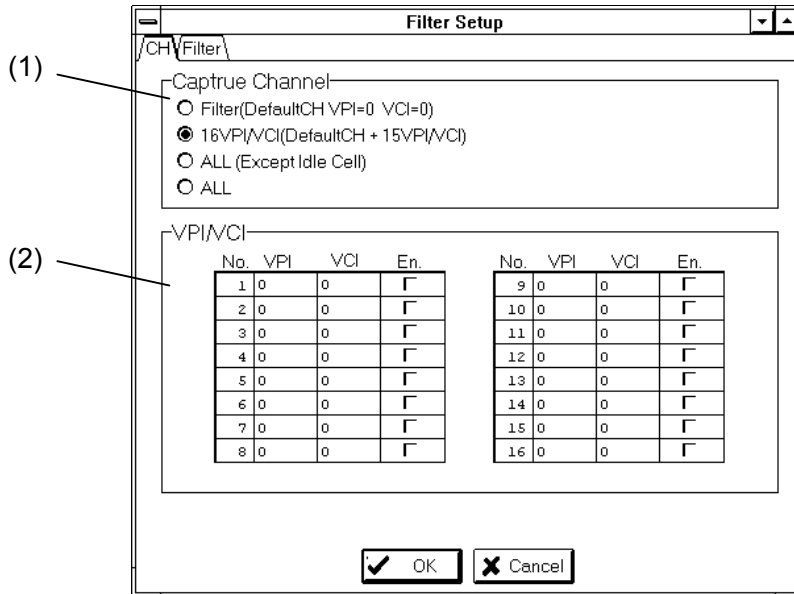 Filter Setup
CH Filter
(1)
Captrue Channel
Filter(DefaultCH VPI=0 VCI=0)
16VPI/VCI(DefaultCH + 15VPI/VCI)
ALL (Except Idle Cell)
ALL
(2)
VPI/VCI
No. VPI VCI En. No. VPI VCI En.
1 0 0 9 0 0
2 0 0 10 0 0
3 0 0 11 0 0
4 0 0 12 0 0
5 0 0 13 0 0
6 0 0 14 0 0
7 0 0 15 0 0
8 0 0 16 0 0
OK Cancel